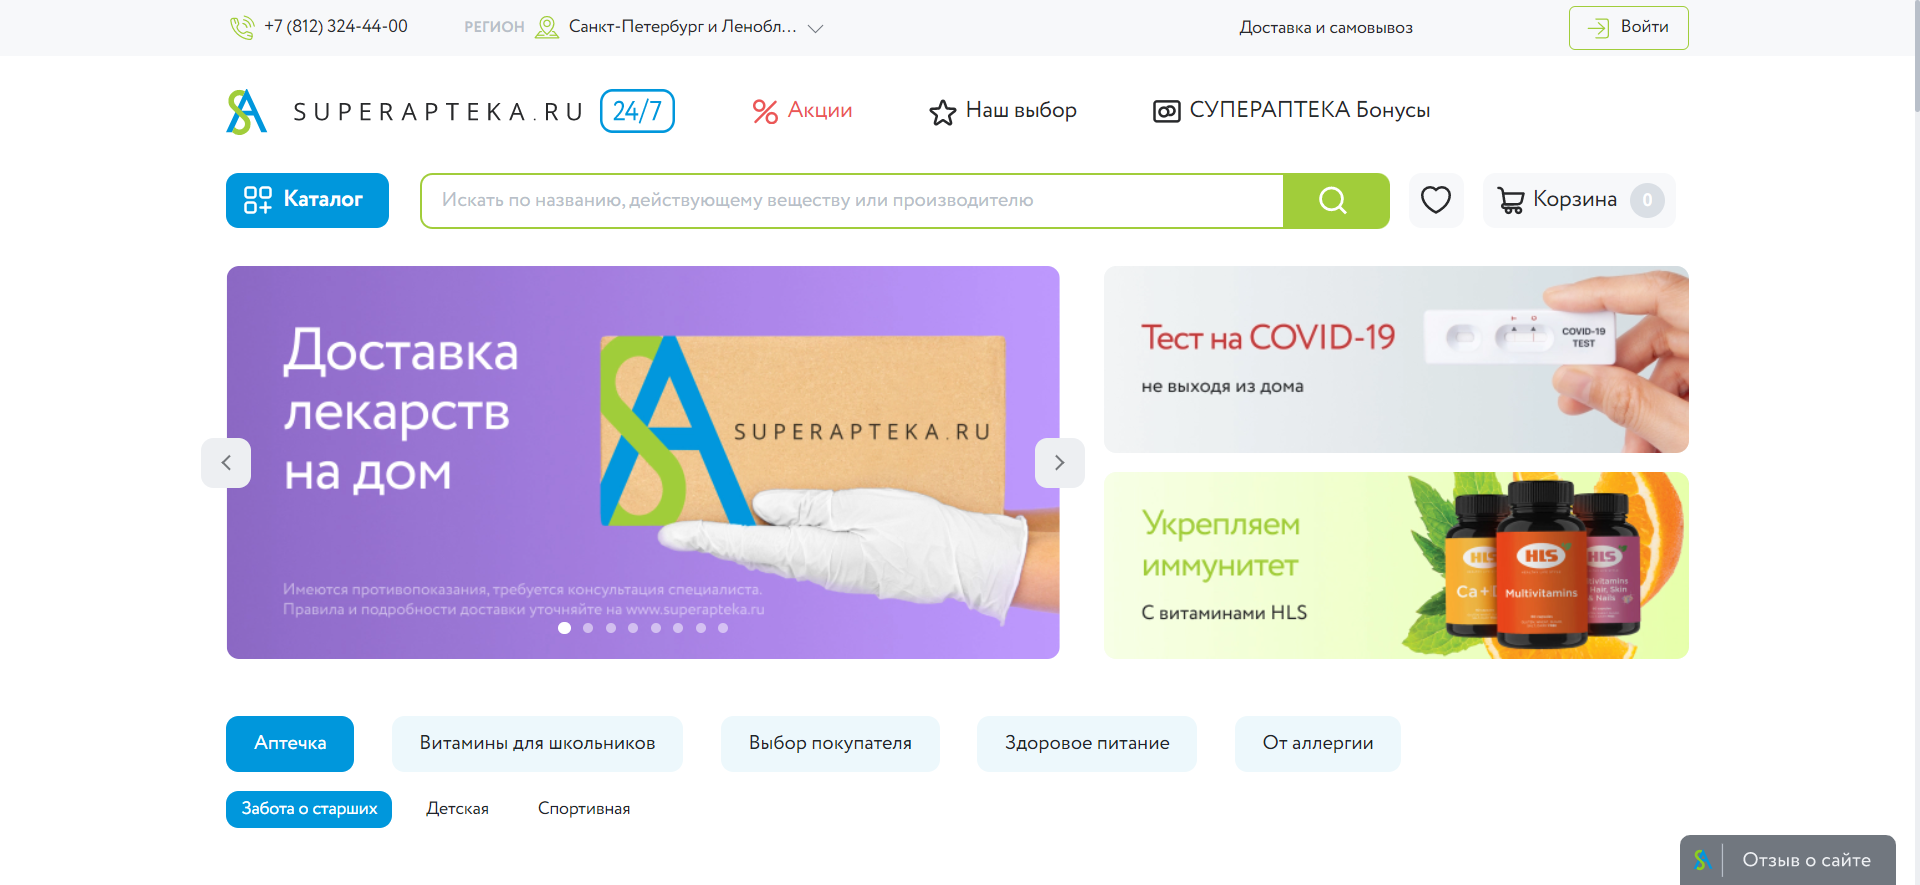 +7 (812) 324-44-00
РЕГИОН
Санкт-Петербург и Ленобл...
Доставка и самовывоз
Войти
SUPERAPTEKA.RU
24/7
Акции
Наш выбор
СУПЕРАПТЕКА Бонусы
Каталог
Искать по названию, действующему веществу или производителю
Корзина
0
Доставка
лекарств
на дом
SUPERAPTEKA.RU
Имеются противопоказания, требуется консультация специалиста.
Правила и подробности доставки уточняйте на www.superapteka.ru
Тест на COVID-19
не выходя из дома
COVID-19
TEST
Укрепляем
иммунитет
С витаминами HLS
HLS
Ca+D
HLS
Multivitamins
HLS
Hair, Skin
& Nails
Аптечка
Витамины для школьников
Выбор покупателя
Здоровое питание
От аллергии
Забота о старших
Детская
Спортивная
Отзыв о сайте